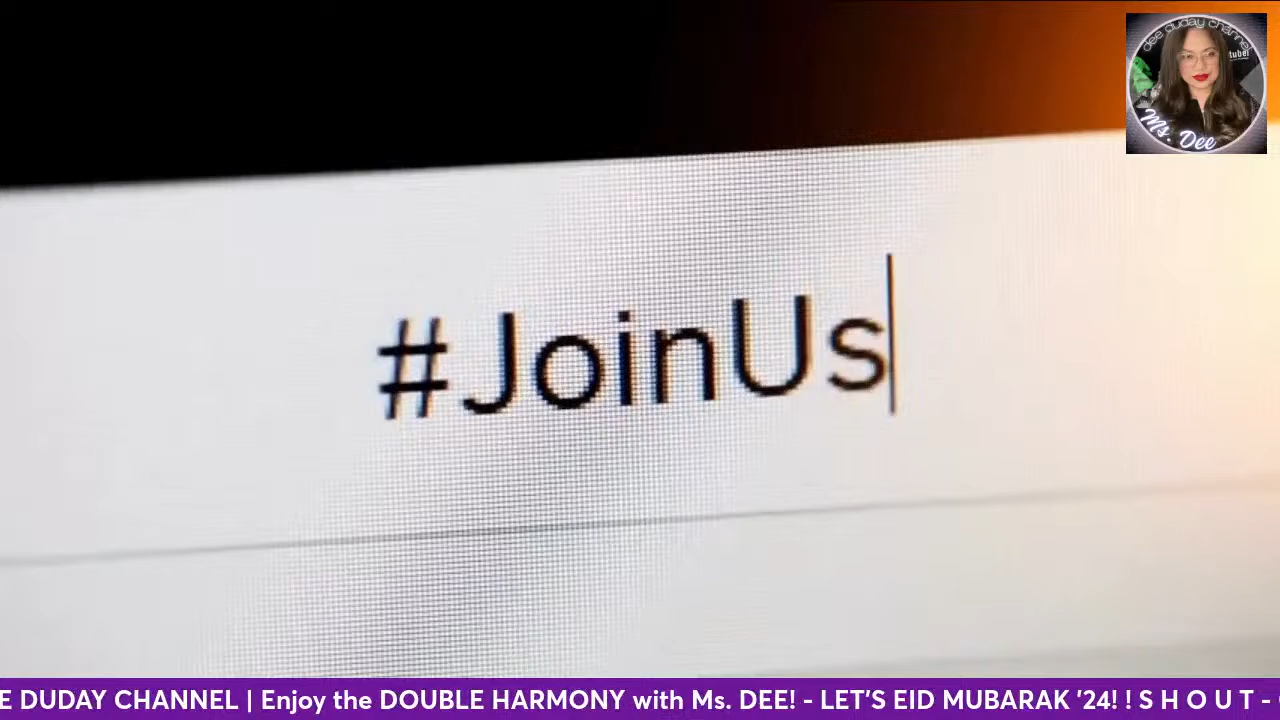 dee duday channel
tube!
Ms. Dee
#JoinUs
E DUDAY CHANNEL | Enjoy the DOUBLE HARMONY with Ms. DEE! - LET'S EID MUBARAK '24! ! S H O U T -